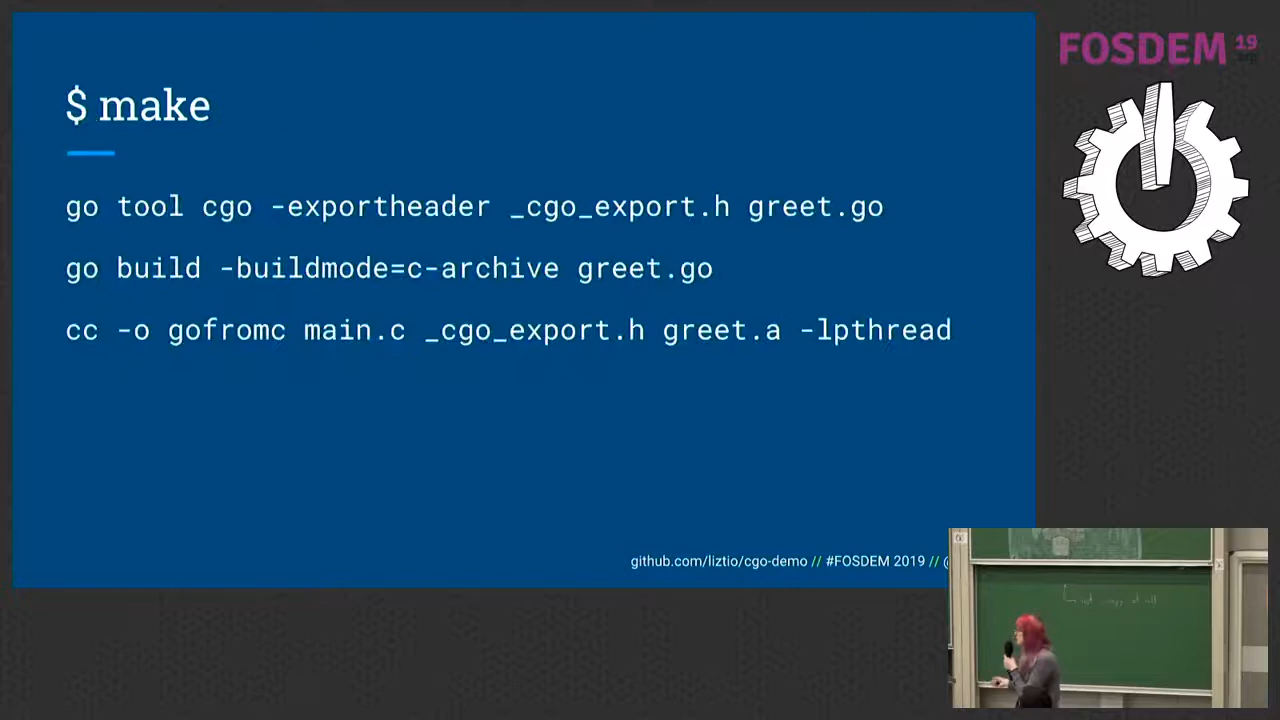 $ make
go tool cgo -exportheader _cgo_export.h greet.go
go build -buildmode=c-archive greet.go
cc -o gofromc main.c _cgo_export.h greet.a -lpthread
github.com/liztio/cgo-demo // #FOSDEM 2019 // @
FOSDEM 19